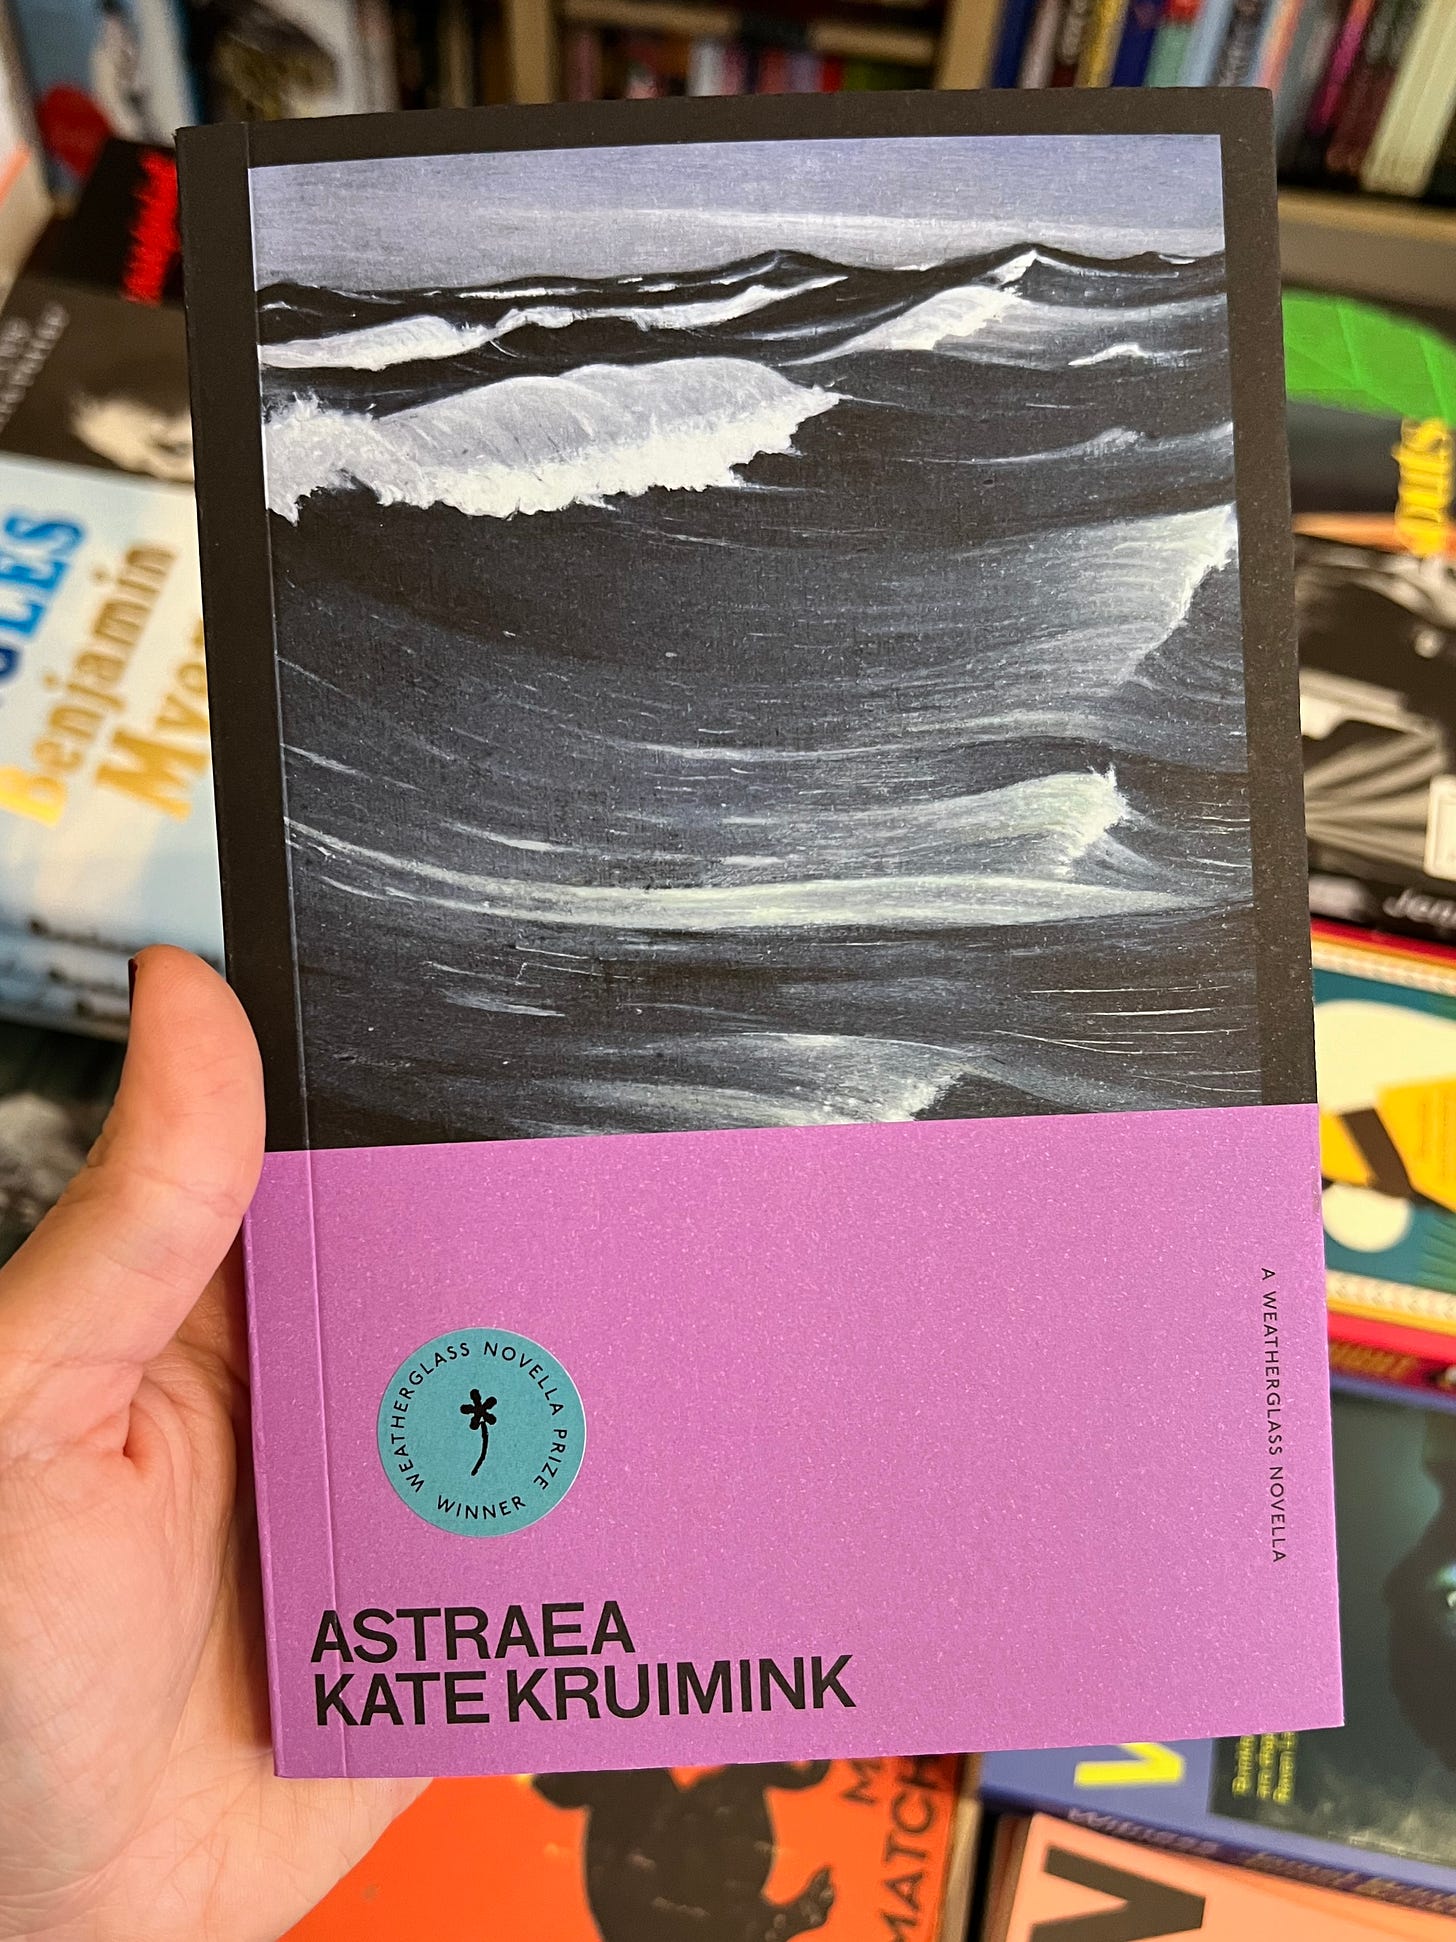 WEATHERGLASS NOVELLA PRIZE
WINNER
ASTRAEA
KATE KRUIMINK
A WEATHERGLASS NOVELLA
Benjamin